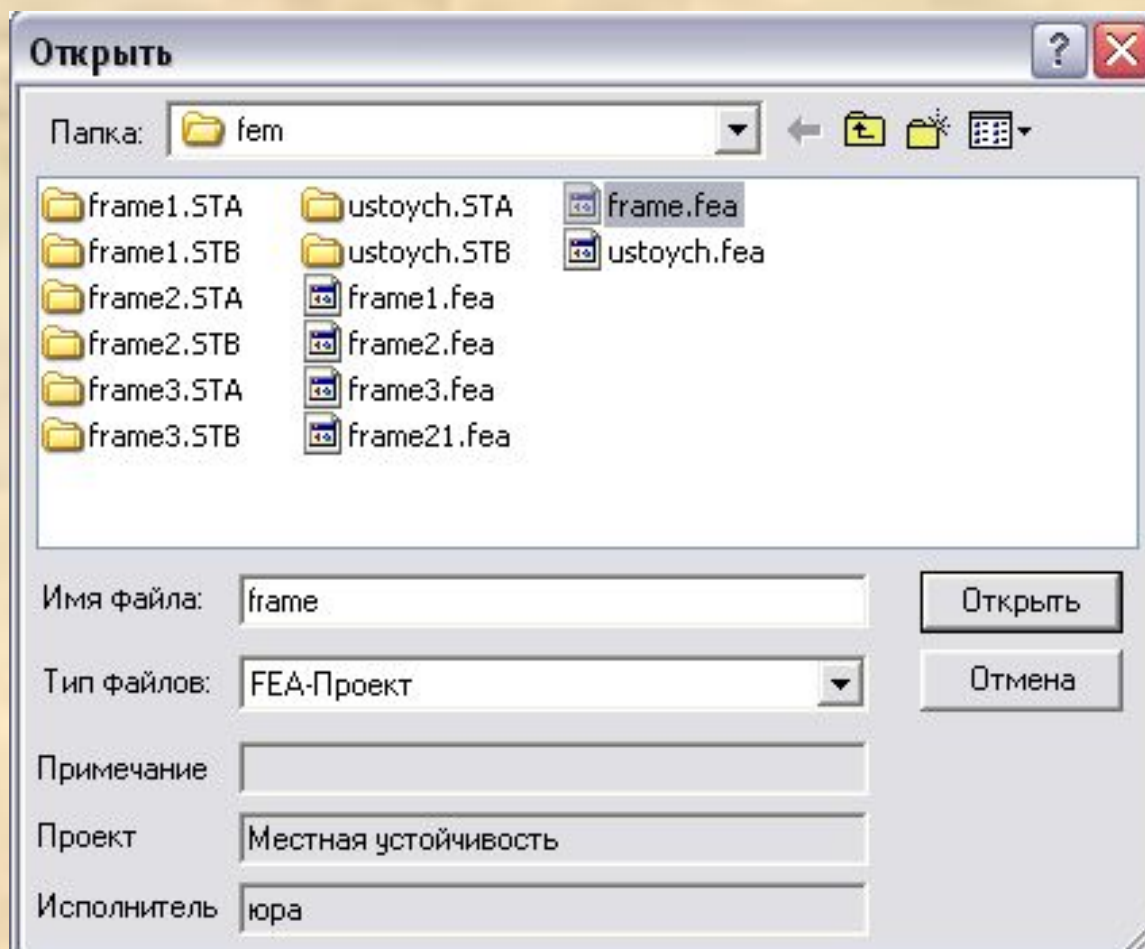 Открыть
Папка: fem
frame1.STA ustoych.STA frame.fea
frame1.STB ustoych.STB ustoych.fea
frame2.STA frame1.fea
frame2.STB frame2.fea
frame3.STA frame3.fea
frame3.STB frame21.fea
Имя файла: frame Открыть
Тип файлов: FEA-Проект Отмена
Примечание
Проект Местная устойчивость
Исполнитель юра